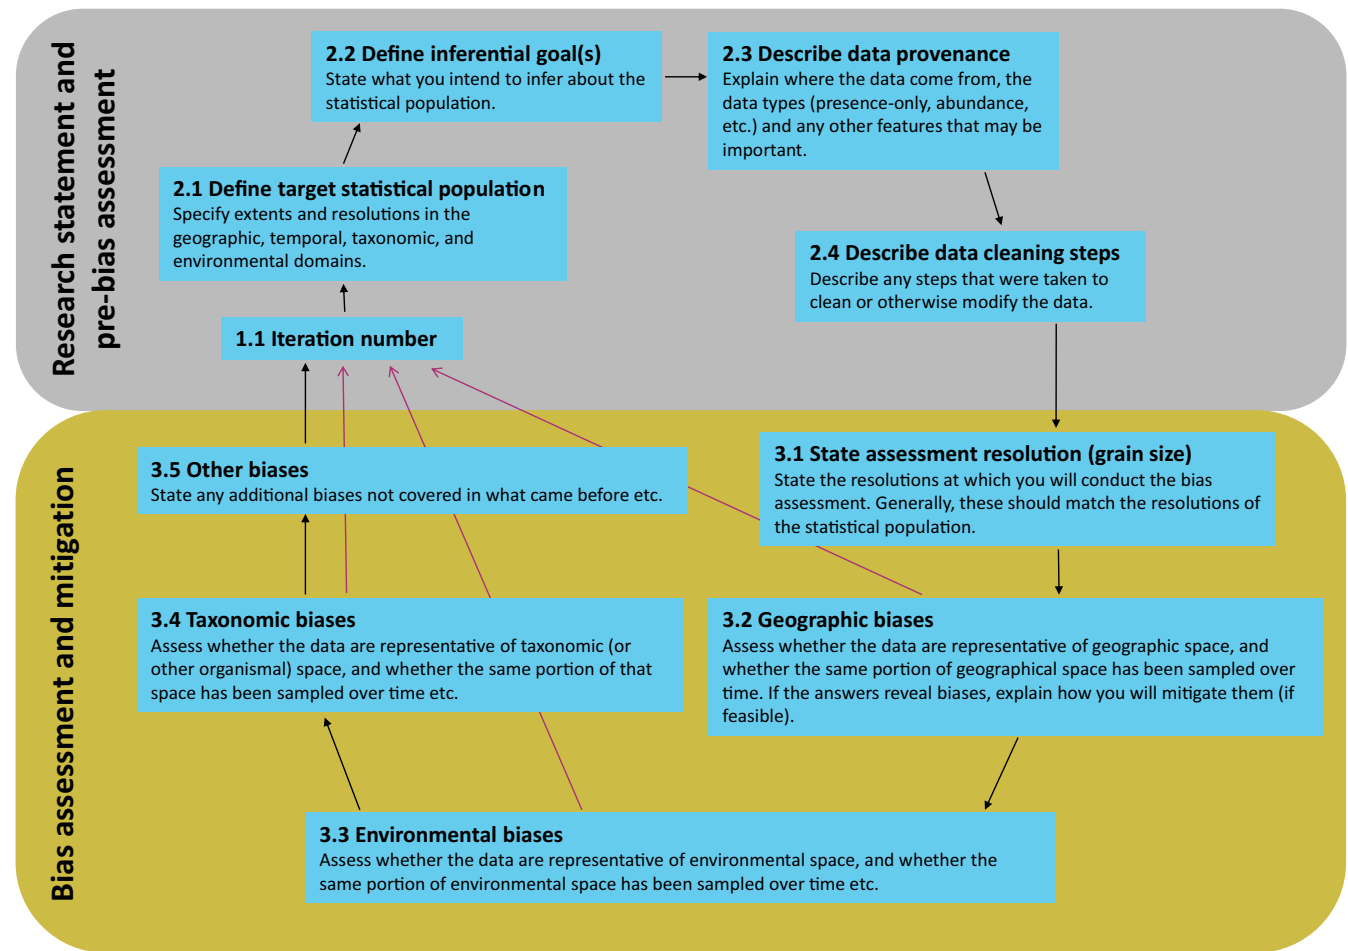 Research statement and
pre-bias assessment
2.2 Define inferential goal(s)
State what you intend to infer about the
statistical population.
2.3 Describe data provenance
Explain where the data come from, the
data types (presence-only, abundance,
etc.) and any other features that may be
important.
2.1 Define target statistical population
Specify extents and resolutions in the
geographic, temporal, taxonomic, and
environmental domains.
2.4 Describe data cleaning steps
Describe any steps that were taken to
clean or otherwise modify the data.
1.1 Iteration number
Bias assessment and mitigation
3.5 Other biases
State any additional biases not covered in what came before etc.
3.1 State assessment resolution (grain size)
State the resolutions at which you will conduct the bias
assessment. Generally, these should match the resolutions of
the statistical population.
3.4 Taxonomic biases
Assess whether the data are representative of taxonomic (or
other organismal) space, and whether the same portion of that
space has been sampled over time etc.
3.2 Geographic biases
Assess whether the data are representative of geographic space, and
whether the same portion of geographical space has been sampled over
time. If the answers reveal biases, explain how you will mitigate them (if
feasible).
3.3 Environmental biases
Assess whether the data are representative of environmental space, and whether the
same portion of environmental space has been sampled over time etc.